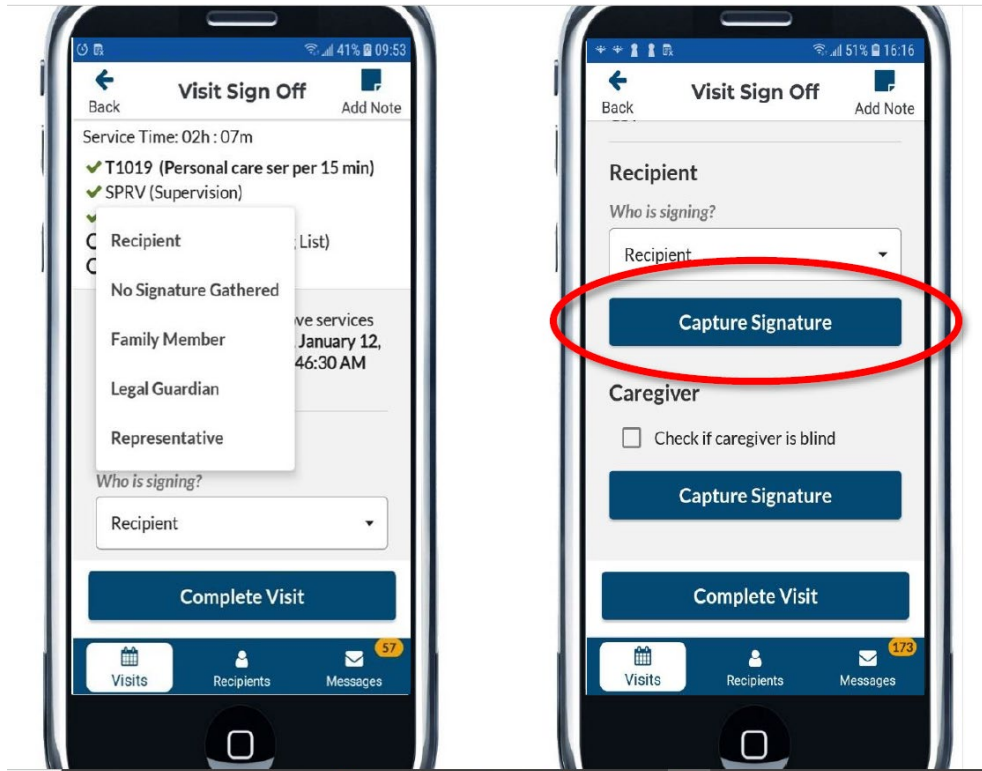 41% 09:53
Back
Visit Sign Off
Add Note
Service Time: 02h : 07m
T1019 (Personal care ser per 15 min)
SPRV (Supervision)
List)
Recipient
No Signature Gathered
Family Member
Legal Guardian
Representative
ve services
January 12,
46:30 AM
Who is signing?
Recipient
Complete Visit
57
Visits
Recipients
Messages
51% 16:16
Back
Visit Sign Off
Add Note
Recipient
Who is signing?
Recipient
Capture Signature
Caregiver
Check if caregiver is blind
Capture Signature
Complete Visit
173
Visits
Recipients
Messages